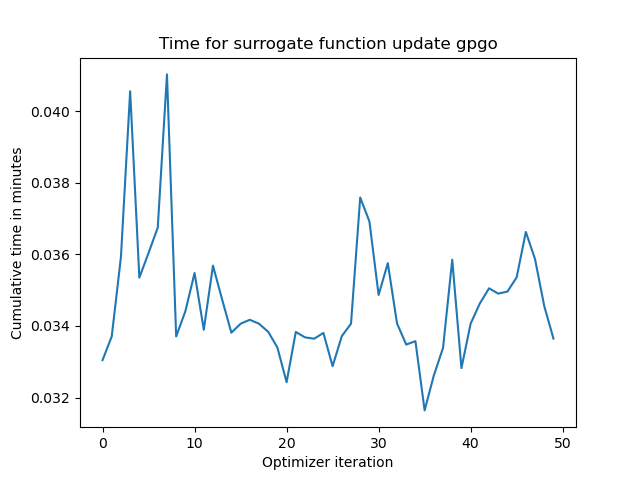 Time for surrogate function update gpgo
Cumulative time in minutes
0.040
0.038
0.036
0.034
0.032
0 10 20 30 40 50
Optimizer iteration